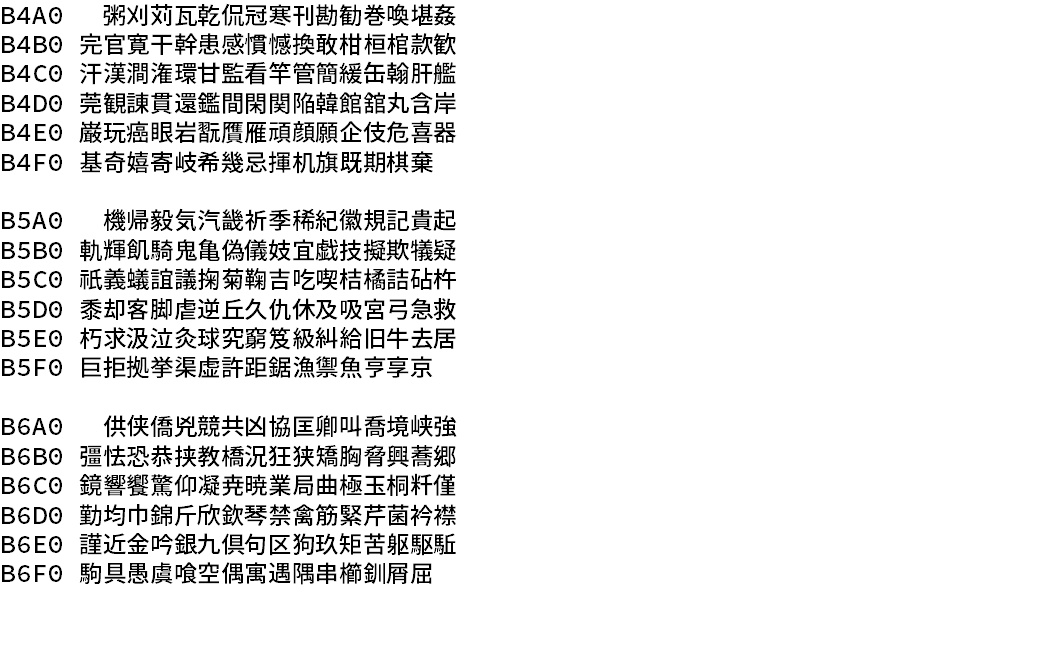 B4A0 粥刈苅瓦乾侃冠寒刊勘勧巻喚堪姦
B4B0 完官寛干幹患感慣憾換敢柑桓棺款歓
B4C0 汗漢澗潅環甘監看竿管簡緩缶翰肝艦
B4D0 莞観諌貫還鑑間閑関陥韓館舘丸含岸
B4E0 巌玩癌眼岩翫贋雁頑顔願企伎危喜器
B4F0 基奇嬉寄岐希幾忌揮机旗既期棋棄
B5A0 機帰毅気汽畿祈季稀紀徽規記貴起
B5B0 軌輝飢騎鬼亀偽儀妓宜戯技擬欺犠疑
B5C0 祇義蟻誼議掬菊鞠吉吃喫桔橘詰砧杵
B5D0 黍却客脚虐逆丘久仇休及吸宮弓急救
B5E0 朽求汲泣灸球究窮笈級糾給旧牛去居
B5F0 巨拒拠挙渠虚許距鋸漁禦魚亨享京
B6A0 供侠僑兇競共凶協匡卿叫喬境峡強
B6B0 彊怯恐恭挟教橋況狂狭矯胸脅興蕎郷
B6C0 鏡響饗驚仰凝尭暁業局曲極玉桐粁僅
B6D0 勤均巾錦斤欣欽琴禁禽筋緊芹菌衿襟
B6E0 謹近金吟銀九倶句区狗玖矩苦躯駆駈
B6F0 駒具愚虞喰空偶寓遇隅串櫛釧屑屈